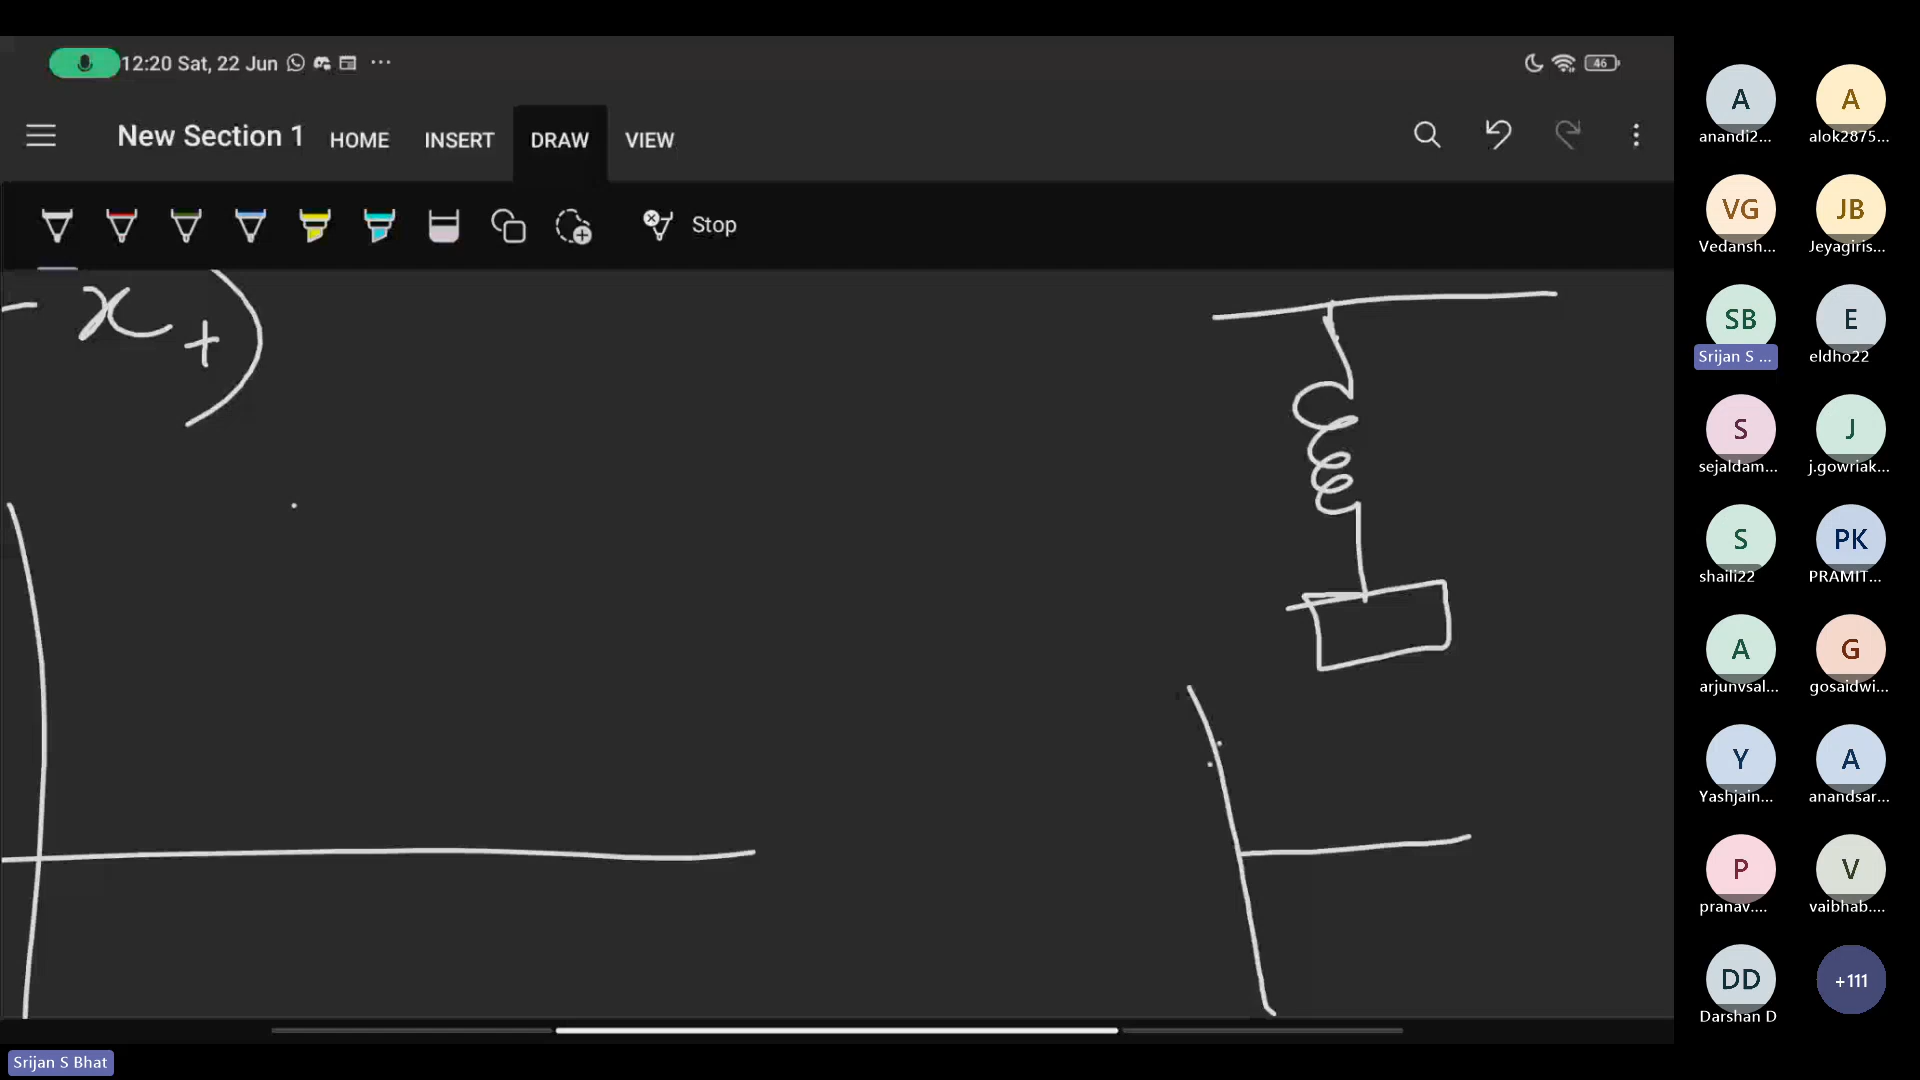 12:20 Sat, 22 Jun ...
46
New Section 1 HOME INSERT DRAW VIEW
Stop
- x + )
A anandi2...
A alok2875...
VG Vedansh...
JB Jeyagiris...
SB Srijan S ...
E eldho22
S sejaldam...
J j.gowriak...
S shaili22
PK PRAMIT...
A arjunvsal...
G gosaidwi...
Y Yashjain...
A anandsar...
P pranav....
V vaibhab....
DD Darshan D
+111
Srijan S Bhat